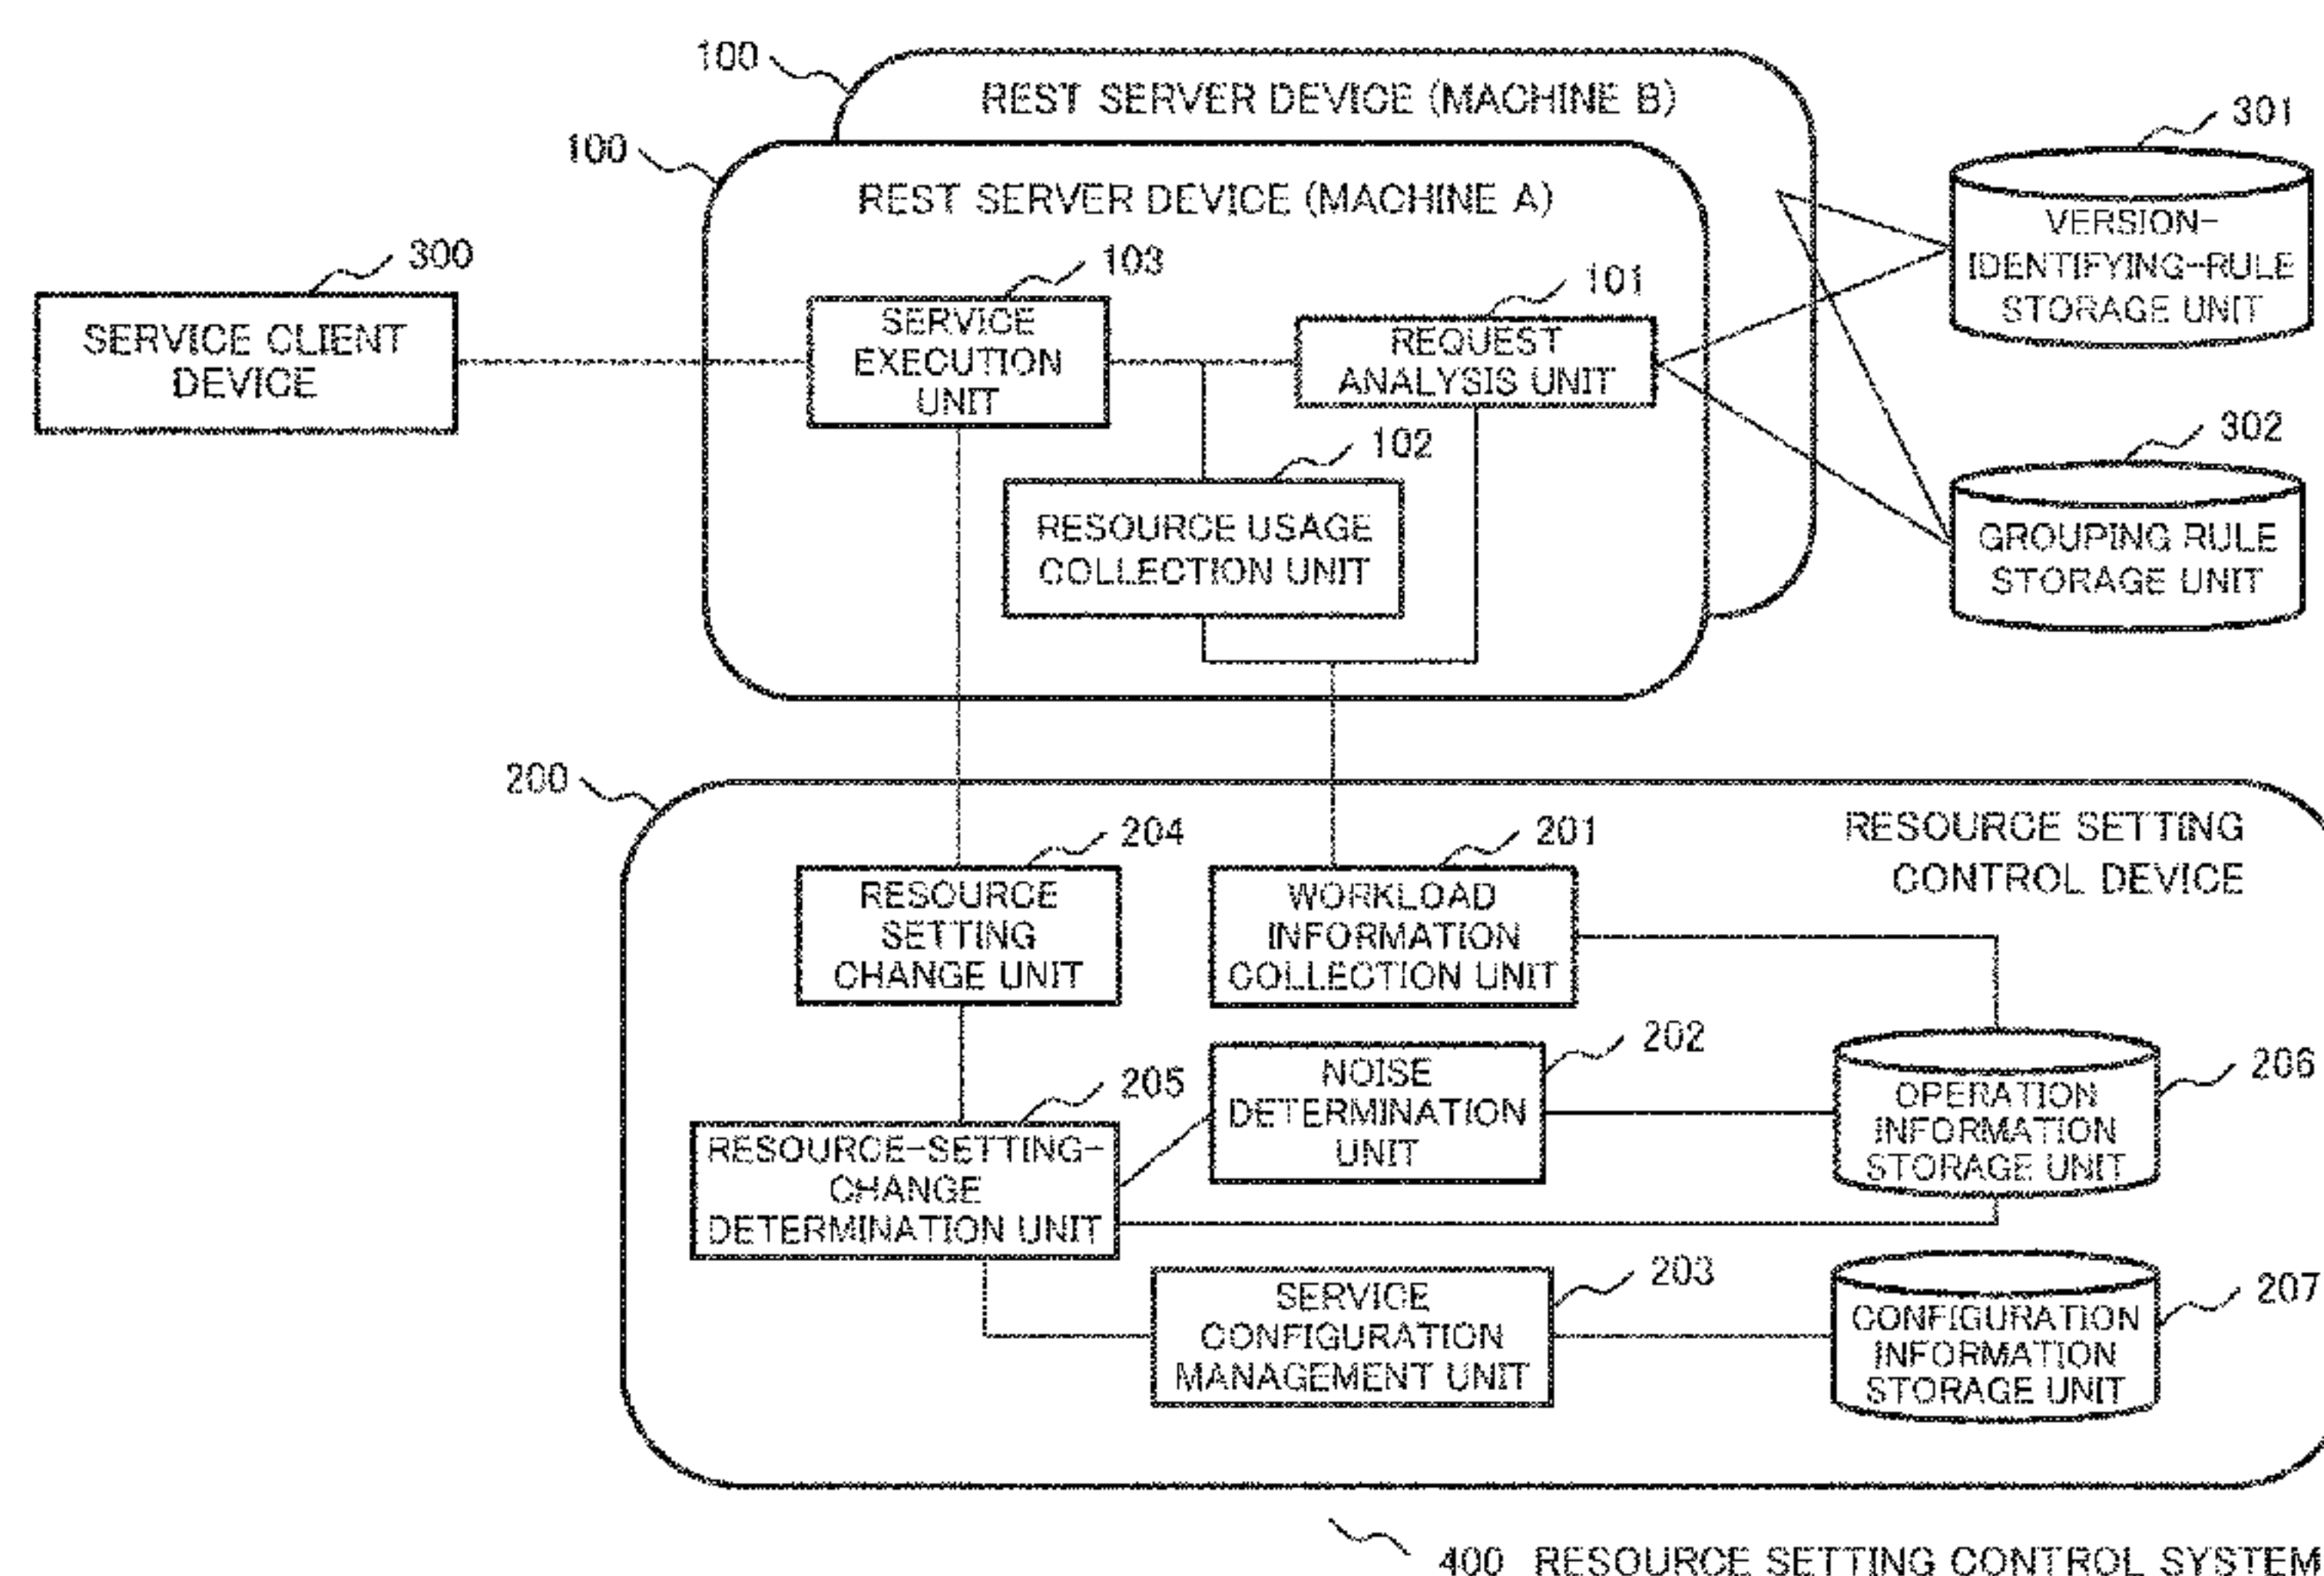 100
REST SERVER DEVICE (MACHINE B)
100
REST SERVER DEVICE (MACHINE A)
301
VERSION-
IDENTIFYING-RULE
STORAGE UNIT
300
SERVICE CLIENT
DEVICE
103
SERVICE
EXECUTION
UNIT
101
REQUEST
ANALYSIS UNIT
102
RESOURCE USAGE
COLLECTION UNIT
302
GROUPING RULE
STORAGE UNIT
200
RESOURCE SETTING
CONTROL DEVICE
204
RESOURCE
SETTING
CHANGE UNIT
201
WORKLOAD
INFORMATION
COLLECTION UNIT
202
NOISE
DETERMINATION
UNIT
206
OPERATION
INFORMATION
STORAGE UNIT
205
RESOURCE-SETTING-
CHANGE
DETERMINATION UNIT
203
SERVICE
CONFIGURATION
MANAGEMENT UNIT
207
CONFIGURATION
INFORMATION
STORAGE UNIT
400 RESOURCE SETTING CONTROL SYSTEM